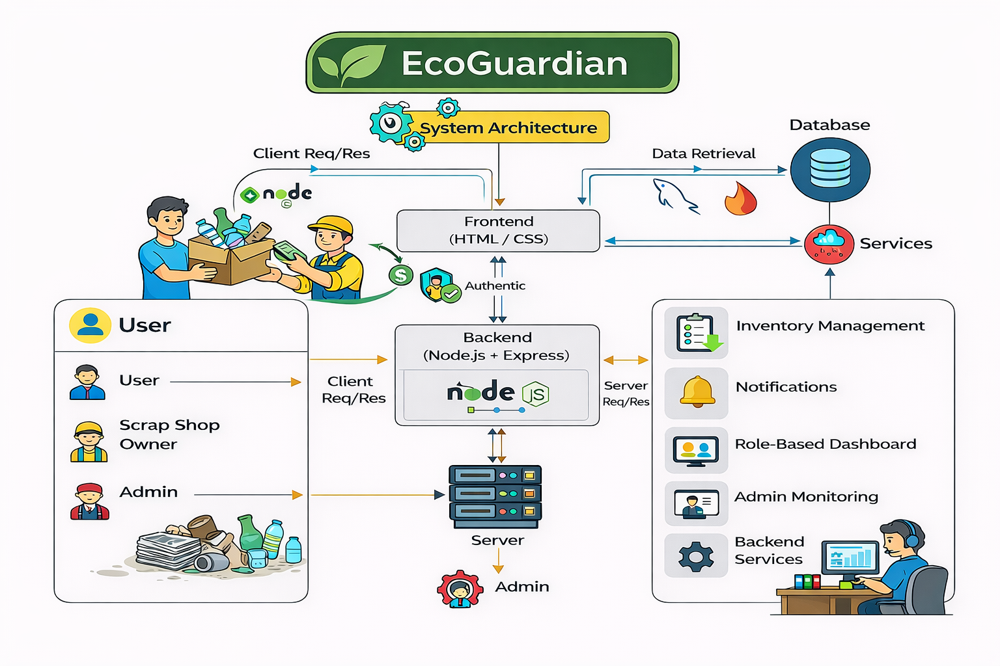 EcoGuardian
System Architecture
Client Req/Res
Data Retrieval
Database
node
Frontend
(HTML / CSS)
Services
$
Authentic
User
Backend
(Node.js + Express)
node JS
User
Scrap Shop
Owner
Admin
Client
Req/Res
Server
Req/Res
Inventory Management
Notifications
Role-Based Dashboard
Admin Monitoring
Backend
Services
Server
Admin